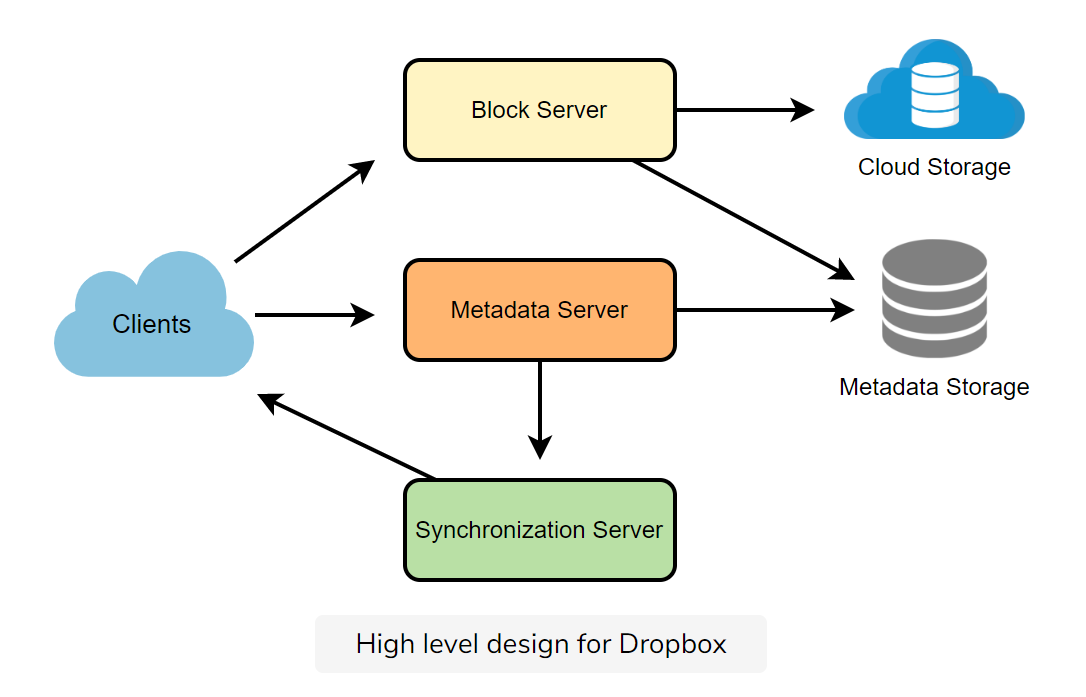 Block Server
Cloud Storage
Clients
Metadata Server
Metadata Storage
Synchronization Server
High level design for Dropbox